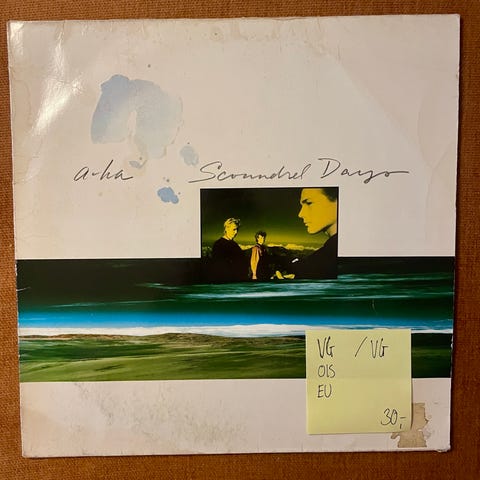 a-ha Scoundrel Days
VG / VG
OIS
EU
30,-